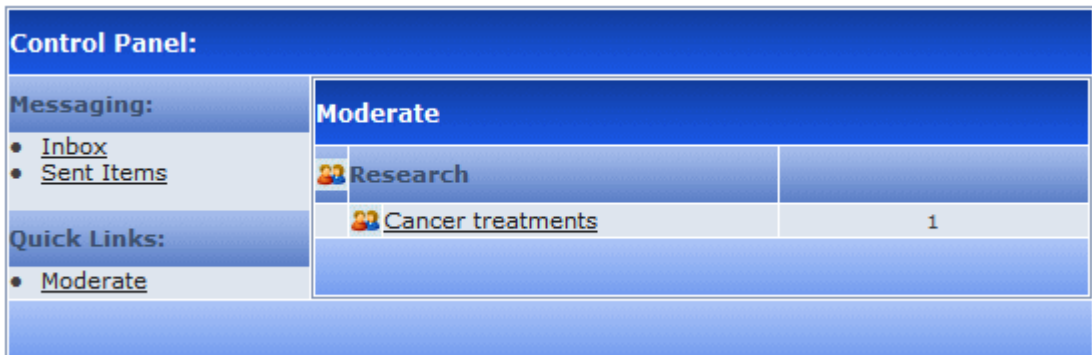 Control Panel:
Messaging:
• Inbox
• Sent Items
Quick Links:
• Moderate
Moderate
Research
Cancer treatments 1